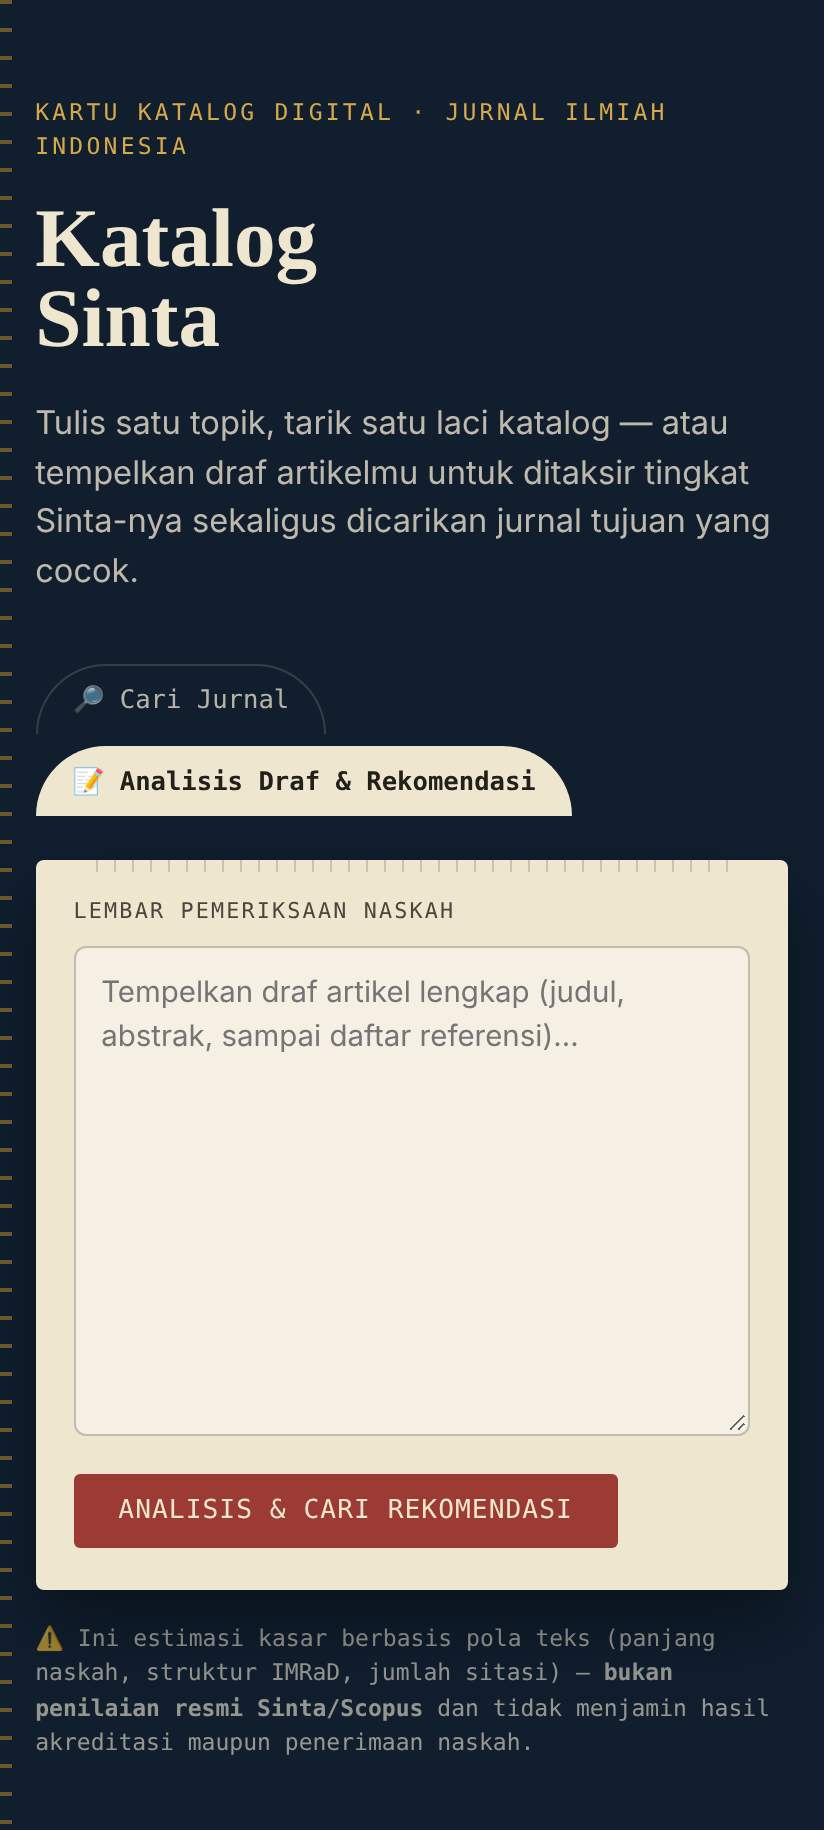 KARTU KATALOG DIGITAL · JURNAL ILMIAH
INDONESIA
Katalog
Sinta
Tulis satu topik, tarik satu laci katalog — atau
tempelkan draf artikelmu untuk ditaksir tingkat
Sinta-nya sekaligus dicarikan jurnal tujuan yang
cocok.
🔎 Cari Jurnal
📝 Analisis Draf & Rekomendasi
LEMBAR PEMERIKSAAN NASKAH
Tempelkan draf artikel lengkap (judul,
abstrak, sampai daftar referensi)...
ANALISIS & CARI REKOMENDASI
⚠️ Ini estimasi kasar berbasis pola teks (panjang
naskah, struktur IMRaD, jumlah sitasi) — bukan
penilaian resmi Sinta/Scopus dan tidak menjamin hasil
akreditasi maupun penerimaan naskah.